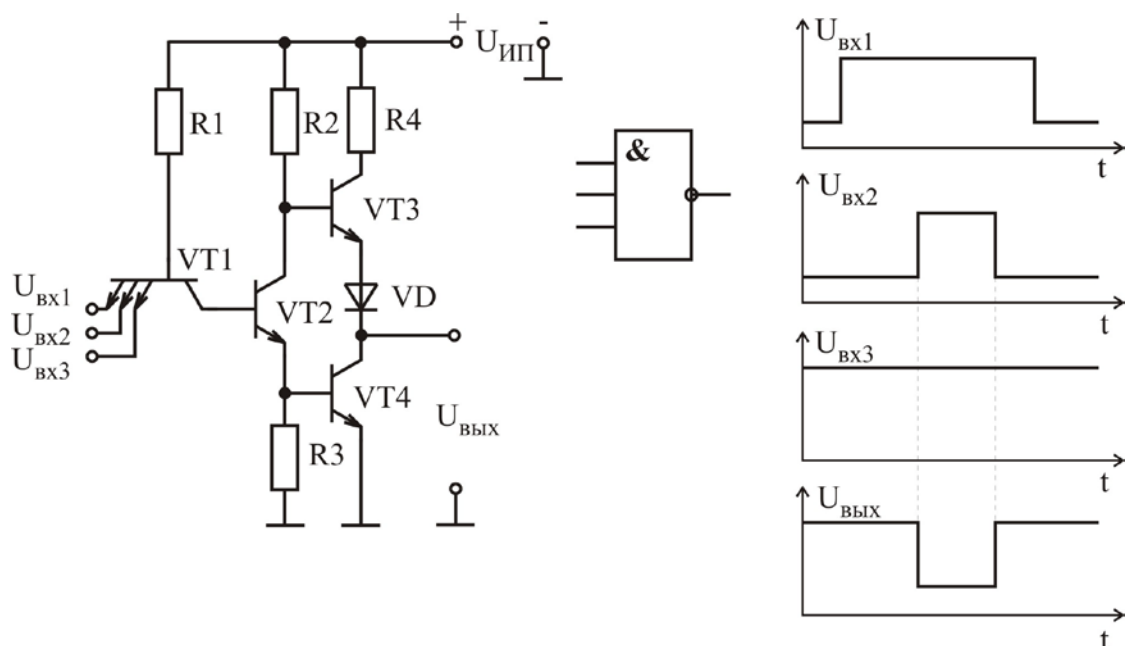 + U_ИП -
R1
R2
R4
VT3
VT1
VT2
VD
VT4
R3
U_вх1
U_вх2
U_вх3
U_вых
&
U_вх1
t
U_вх2
t
U_вх3
t
U_вых
t